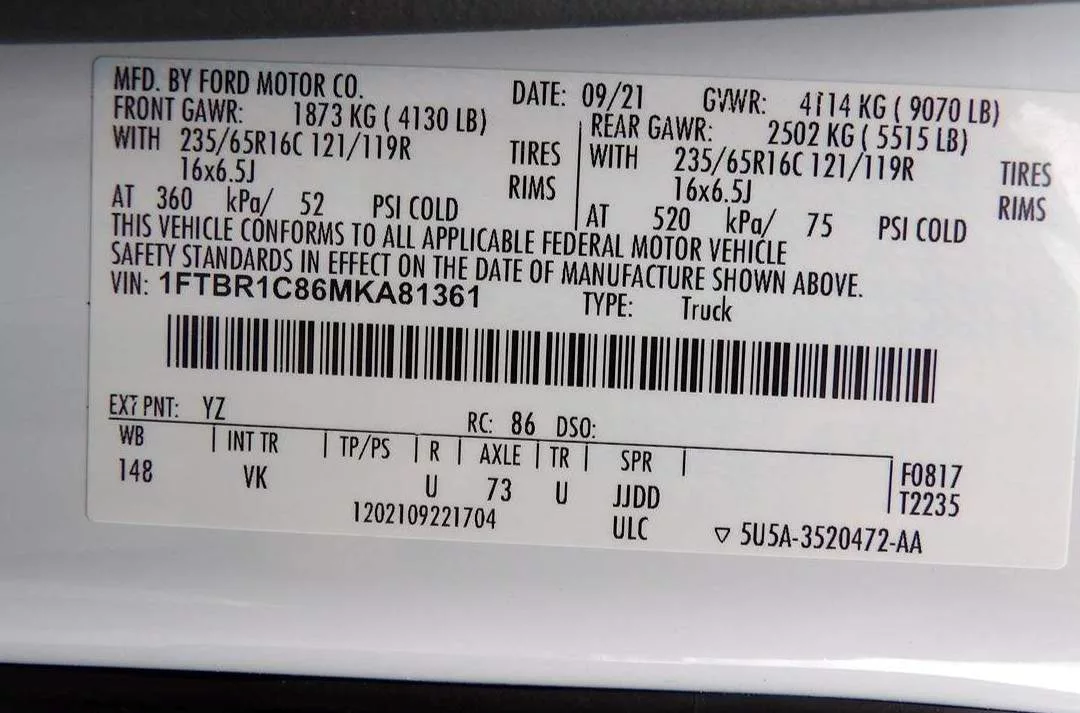 MFD. BY FORD MOTOR CO. DATE: 09/21 GVWR: 4114 KG ( 9070 LB)
FRONT GAWR: 1873 KG ( 4130 LB) REAR GAWR: 2502 KG ( 5515 LB)
WITH 235/65R16C 121/119R TIRES WITH 235/65R16C 121/119R TIRES
16x6.5J RIMS 16x6.5J RIMS
AT 360 kPa/ 52 PSI COLD AT 520 kPa/ 75 PSI COLD
THIS VEHICLE CONFORMS TO ALL APPLICABLE FEDERAL MOTOR VEHICLE
SAFETY STANDARDS IN EFFECT ON THE DATE OF MANUFACTURE SHOWN ABOVE.
VIN: 1FTBR1C86MKA81361 TYPE: Truck
EXT PNT: YZ RC: 86 DSO:
WB INT TR TP/PS R AXLE TR SPR F0817
148 VK U 73 U JJDD T2235
1202109221704 ULC ▽ 5U5A-3520472-AA